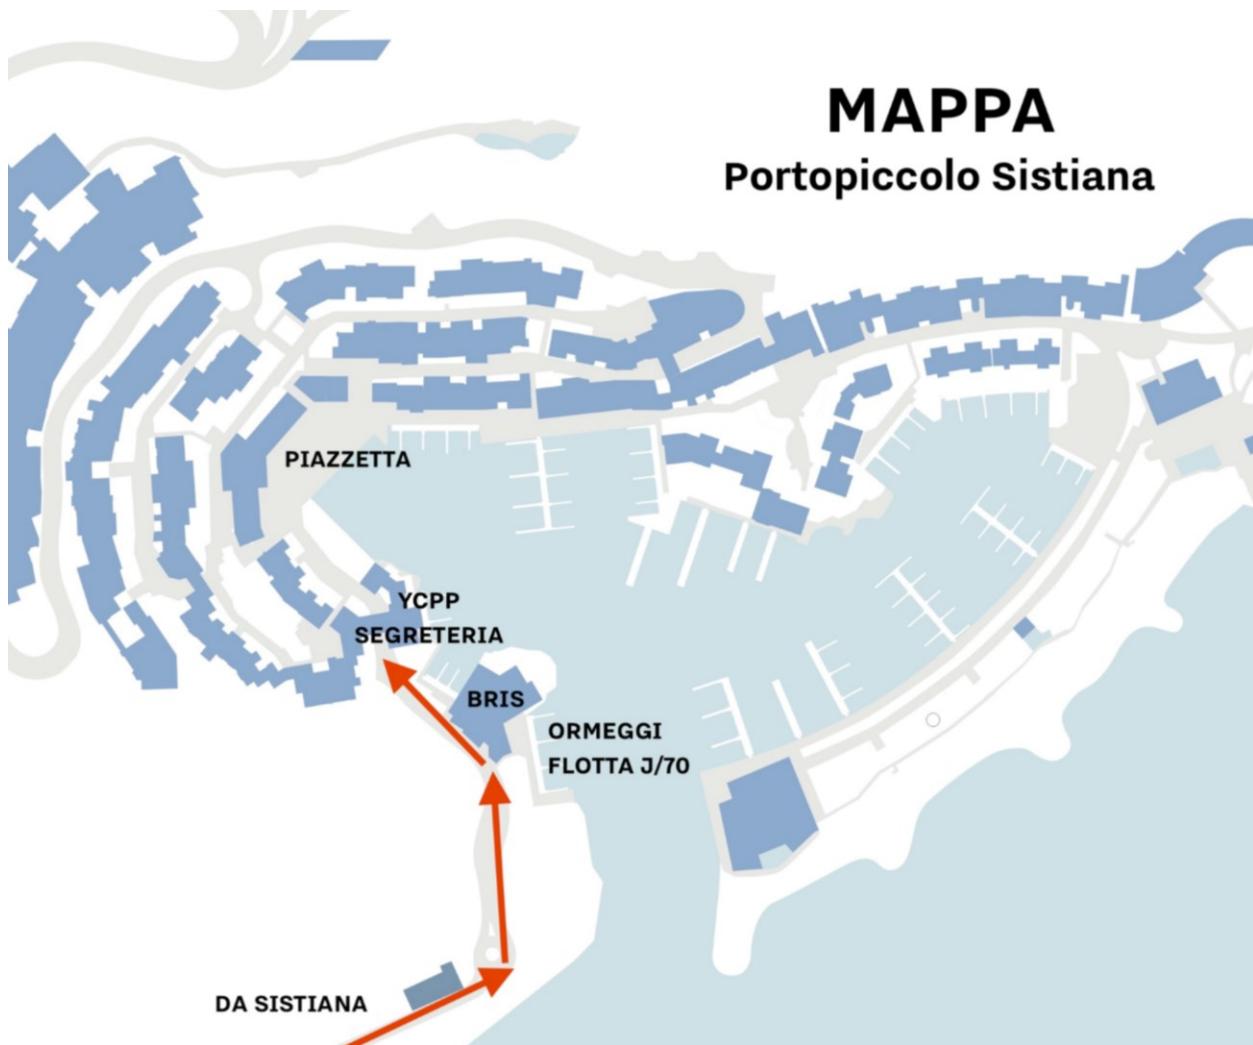 MAPPA
Portopiccolo Sistiana
PIAZZETTA
YCPP
SEGRETERIA
BRIS
ORMEGGI
FLOTTA J/70
DA SISTIANA